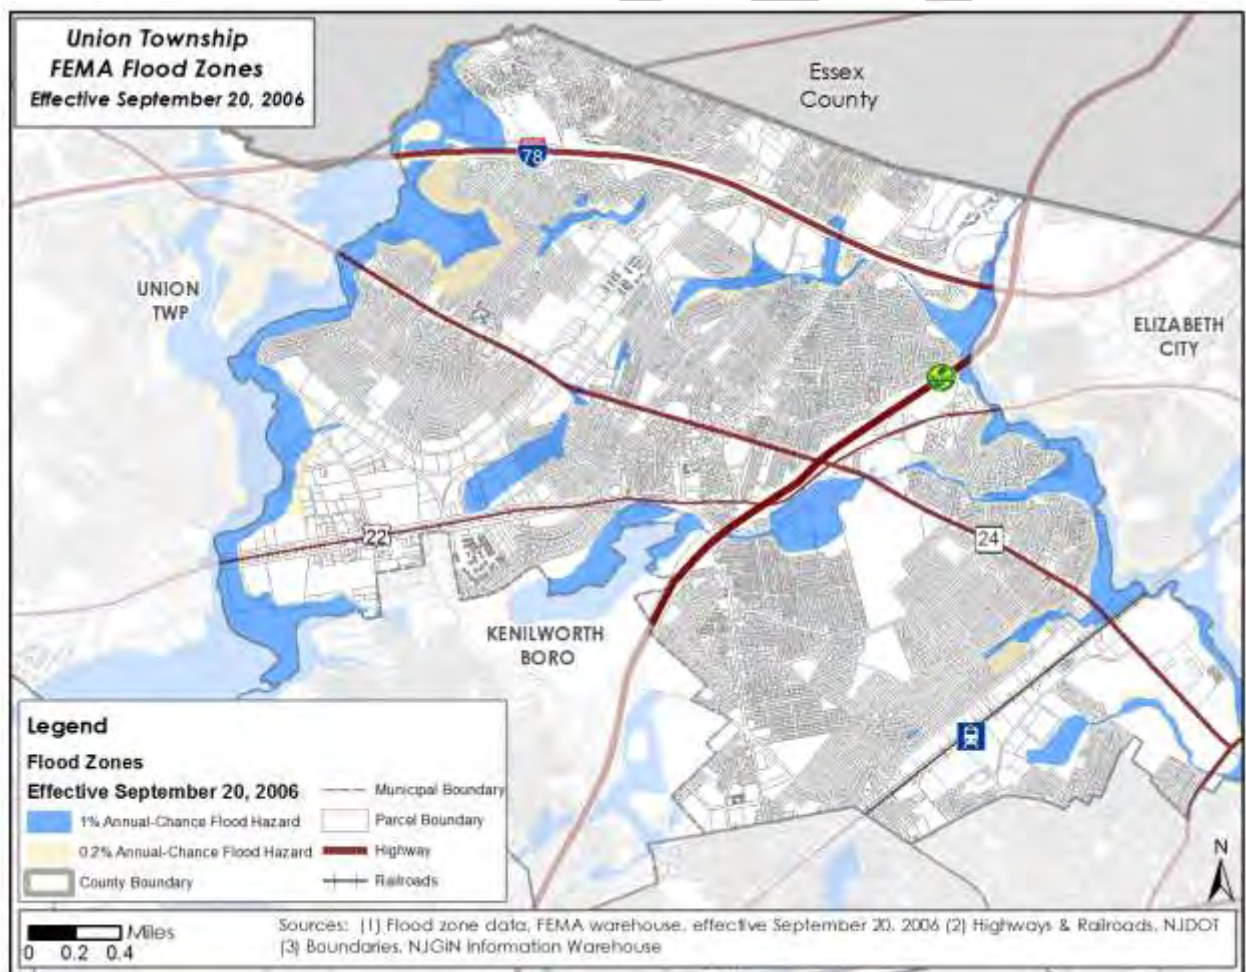 Union Township
FEMA Flood Zones
Effective September 20, 2006
Essex
County
78
UNION
TWP
ELIZABETH
CITY
22
24
KENILWORTH
BORO
Legend
Flood Zones
Effective September 20, 2006
1% Annual-Chance Flood Hazard
0.2% Annual-Chance Flood Hazard
County Boundary
Municipal Boundary
Parcel Boundary
Highway
Railroads
N
Miles
0 0.2 0.4
Sources: (1) Flood zone data, FEMA warehouse, effective September 20, 2006 (2) Highways & Railroads, NJDOT
(3) Boundaries, NJGIN Information Warehouse